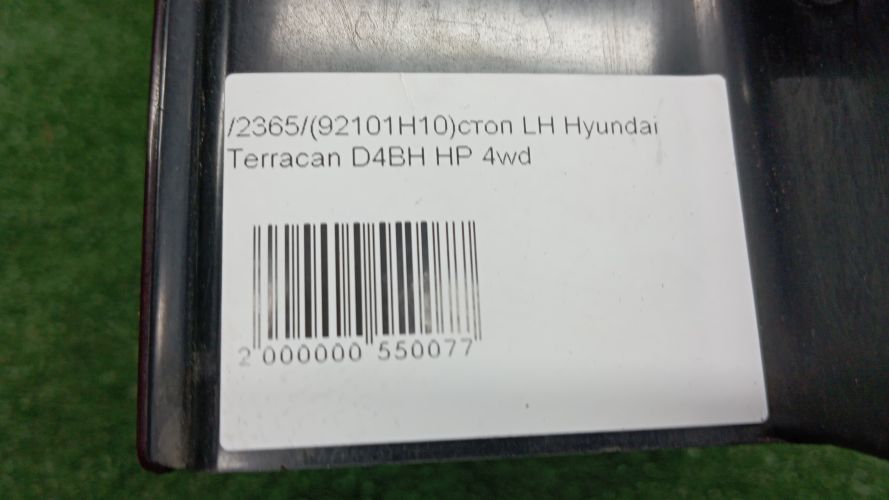 /2365/(92101H10)стоп LH Hyundai
Terracan D4BH HP 4wd
2 000000 550077